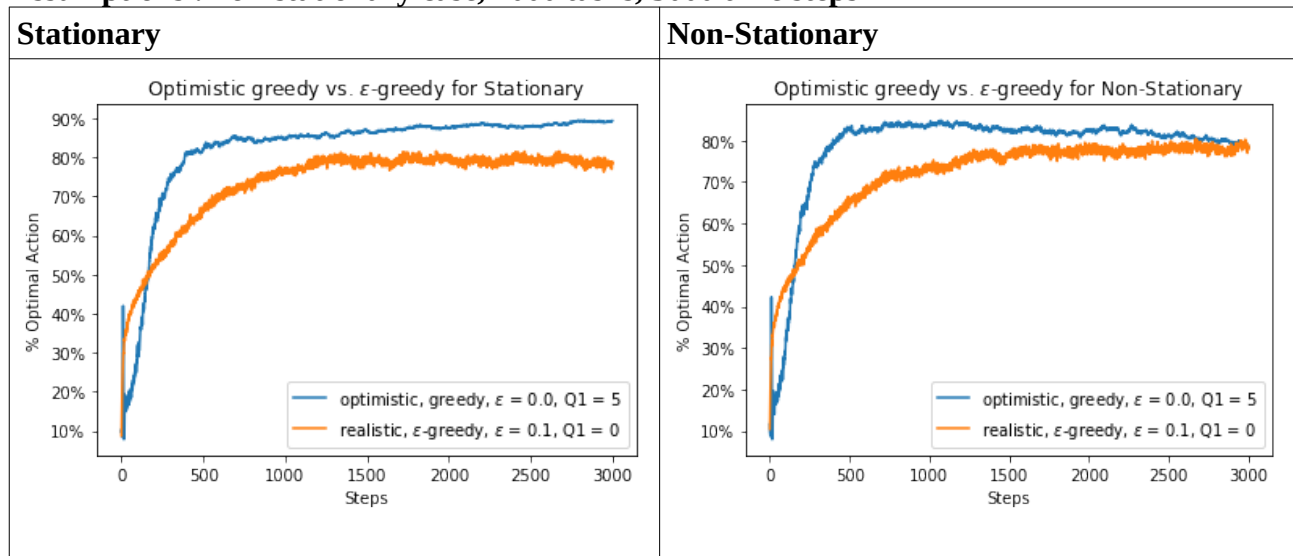 Stationary
Non-Stationary
Optimistic greedy vs. ε-greedy for Stationary
90%
80%
70%
60%
50%
40%
30%
20%
10%
% Optimal Action
optimistic, greedy, ε = 0.0, Q1 = 5
realistic, ε-greedy, ε = 0.1, Q1 = 0
0 500 1000 1500 2000 2500 3000
Steps
Optimistic greedy vs. ε-greedy for Non-Stationary
80%
70%
60%
50%
40%
30%
20%
10%
% Optimal Action
optimistic, greedy, ε = 0.0, Q1 = 5
realistic, ε-greedy, ε = 0.1, Q1 = 0
0 500 1000 1500 2000 2500 3000
Steps